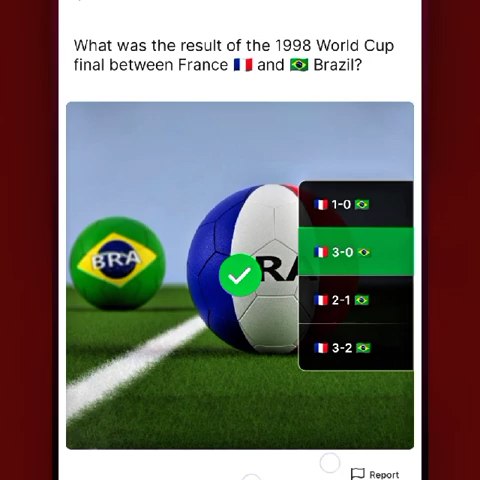 What was the result of the 1998 World Cup
final between France 🇫🇷 and 🇧🇷 Brazil?
BRA
RA
🇫🇷 1-0 🇧🇷
🇫🇷 3-0 🇧🇷
🇫🇷 2-1 🇧🇷
🇫🇷 3-2 🇧🇷
Report